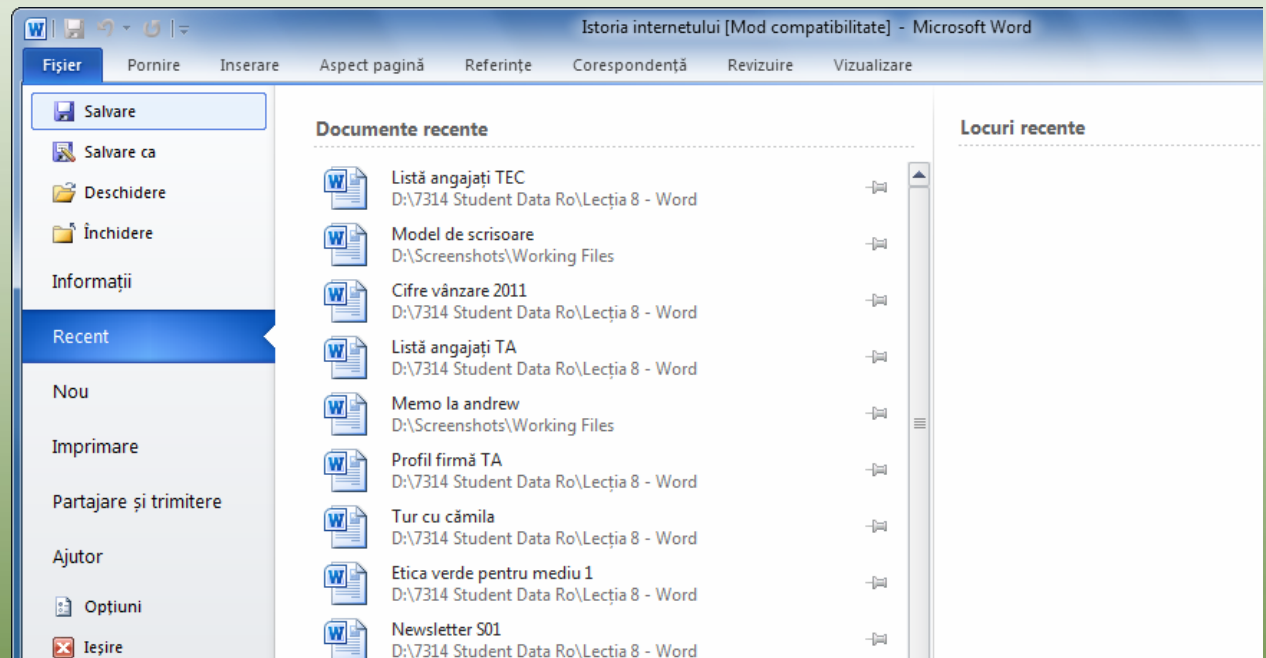 Istoria internetului [Mod compatibilitate] - Microsoft Word
Fișier Pornire Inserare Aspect pagină Referințe Corespondență Revizuire Vizualizare
Salvare
Salvare ca
Deschidere
Închidere
Informații
Recent
Nou
Imprimare
Partajare și trimitere
Ajutor
Opțiuni
Ieșire
Documente recente
Listă angajați TEC
D:\7314 Student Data Ro\Lecția 8 - Word
Model de scrisoare
D:\Screenshots\Working Files
Cifre vânzare 2011
D:\7314 Student Data Ro\Lecția 8 - Word
Listă angajați TA
D:\7314 Student Data Ro\Lecția 8 - Word
Memo la andrew
D:\Screenshots\Working Files
Profil firmă TA
D:\7314 Student Data Ro\Lecția 8 - Word
Tur cu cămila
D:\7314 Student Data Ro\Lecția 8 - Word
Etica verde pentru mediu 1
D:\7314 Student Data Ro\Lecția 8 - Word
Newsletter S01
D:\7314 Student Data Ro\Lecția 8 - Word
Locuri recente